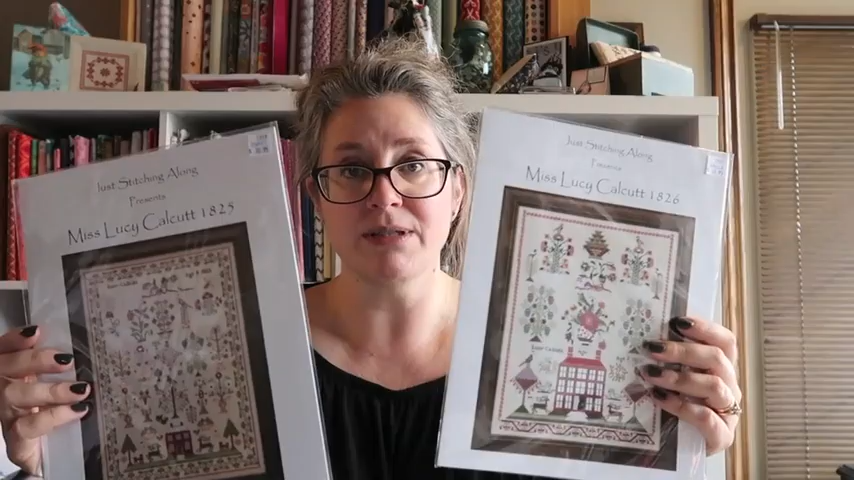 Just Stitching Along
Presents
Miss Lucy Calcutt 1825
Just Stitching Along
Presents
Miss Lucy Calcutt 1826